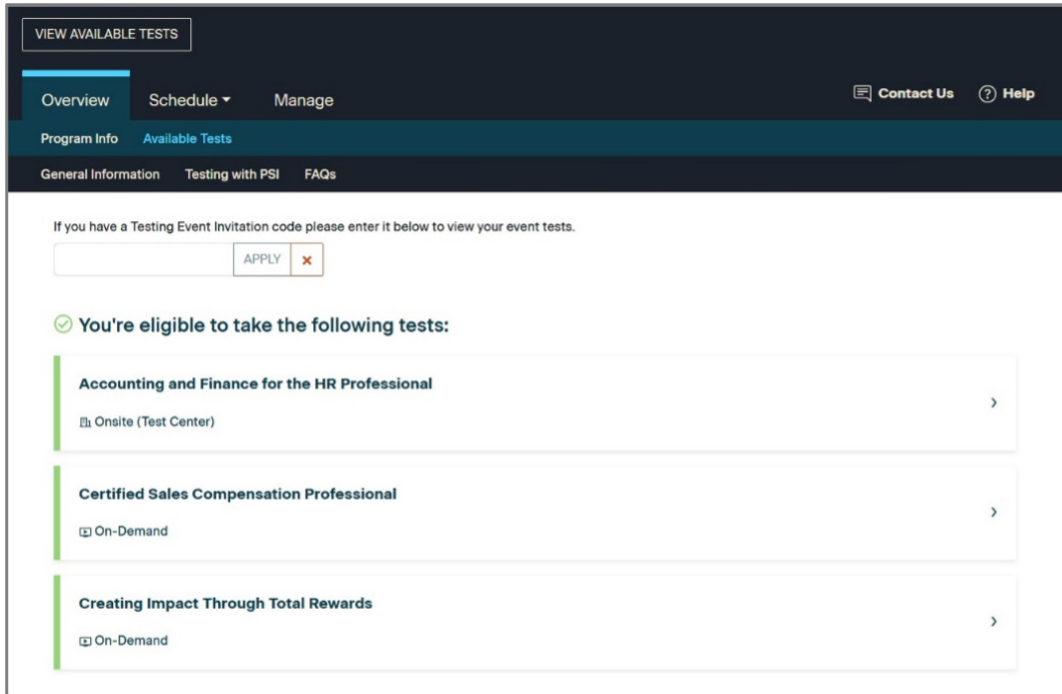 VIEW AVAILABLE TESTS
Overview Schedule Manage Contact Us Help
Program Info Available Tests
General Information Testing with PSI FAQs
If you have a Testing Event Invitation code please enter it below to view your event tests.
APPLY
You're eligible to take the following tests:
Accounting and Finance for the HR Professional
Onsite (Test Center)
Certified Sales Compensation Professional
On-Demand
Creating Impact Through Total Rewards
On-Demand